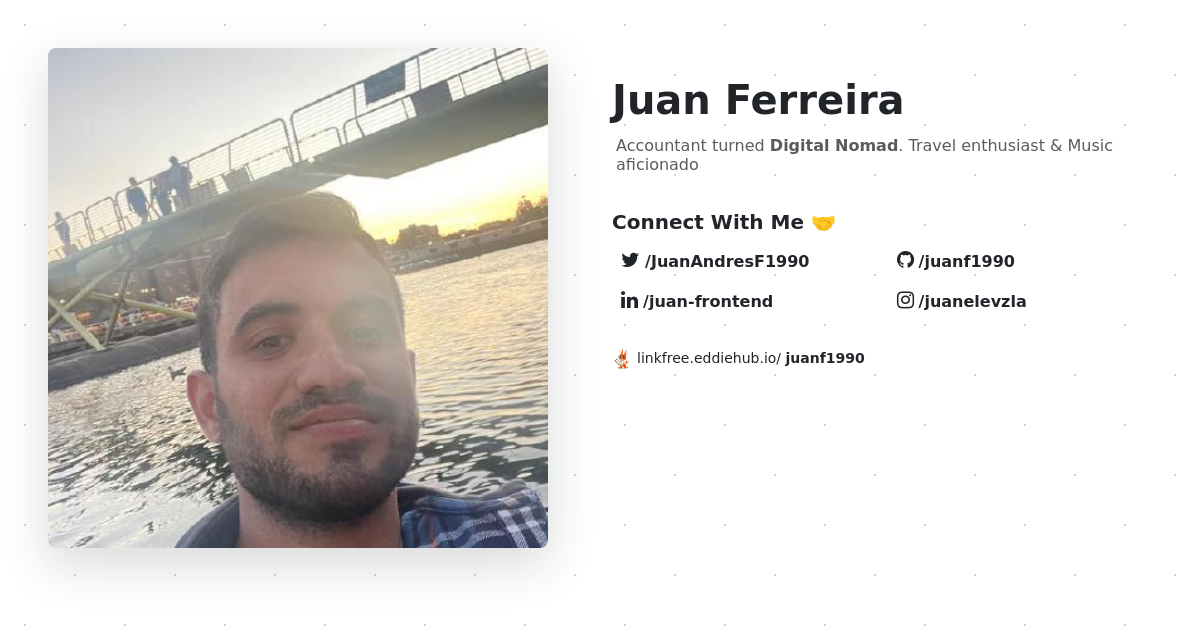 Juan Ferreira
Accountant turned Digital Nomad. Travel enthusiast & Music
aficionado
Connect With Me 🤝
/JuanAndresF1990
/juanf1990
/juan-frontend
/juanelevzla
linkfree.eddiehub.io/ juanf1990